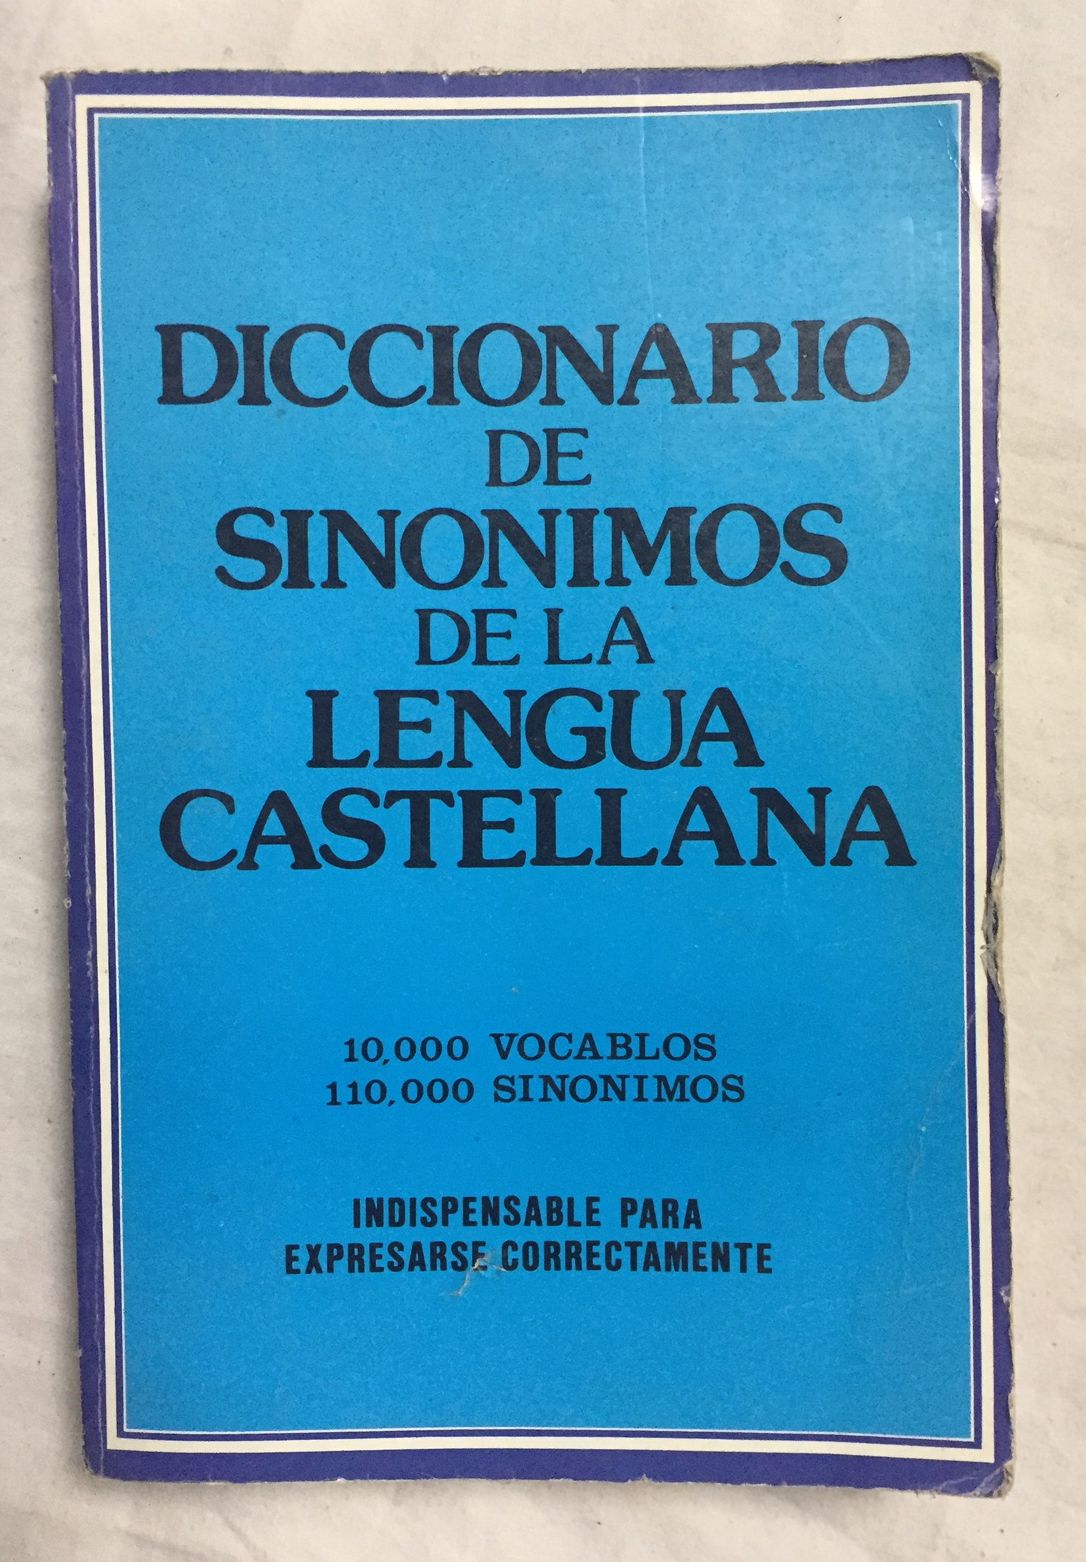 DICCIONARIO
DE
SINONIMOS
DE LA
LENGUA
CASTELLANA
10,000 VOCABLOS
110,000 SINONIMOS
INDISPENSABLE PARA
EXPRESARSE CORRECTAMENTE